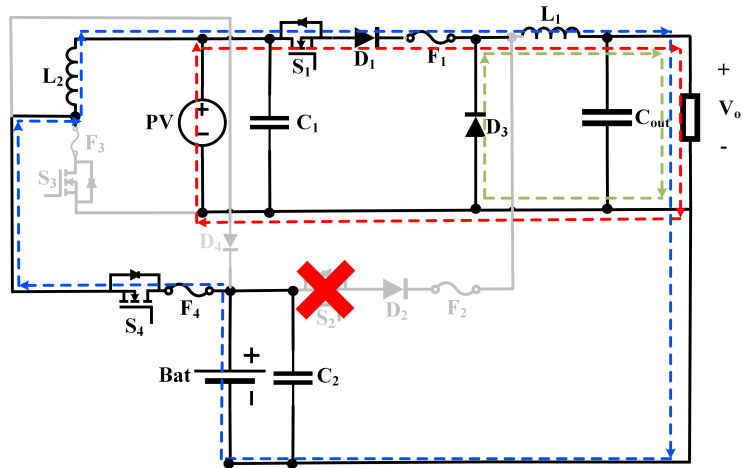 L1
S1
D1
F1
L2
PV
+
−
C1
D3
Cout
+
Vo
-
F3
S3
D4
S4
F4
S2
D2
F2
Bat
+
−
C2